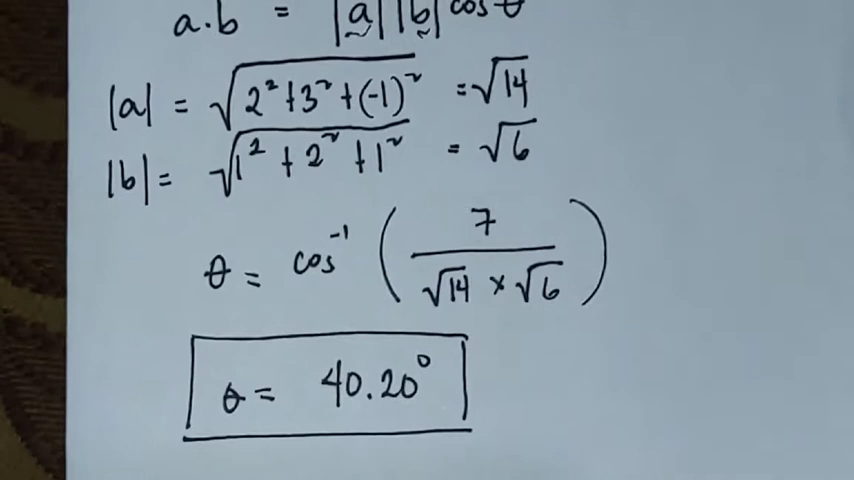 a.b = |a| |b| cos θ
|a| = √2² + 3² + (-1)² = √14
|b| = √1² + 2² + 1² = √6
θ = cos⁻¹ ( 7 / √14 × √6 )
θ = 40.20°